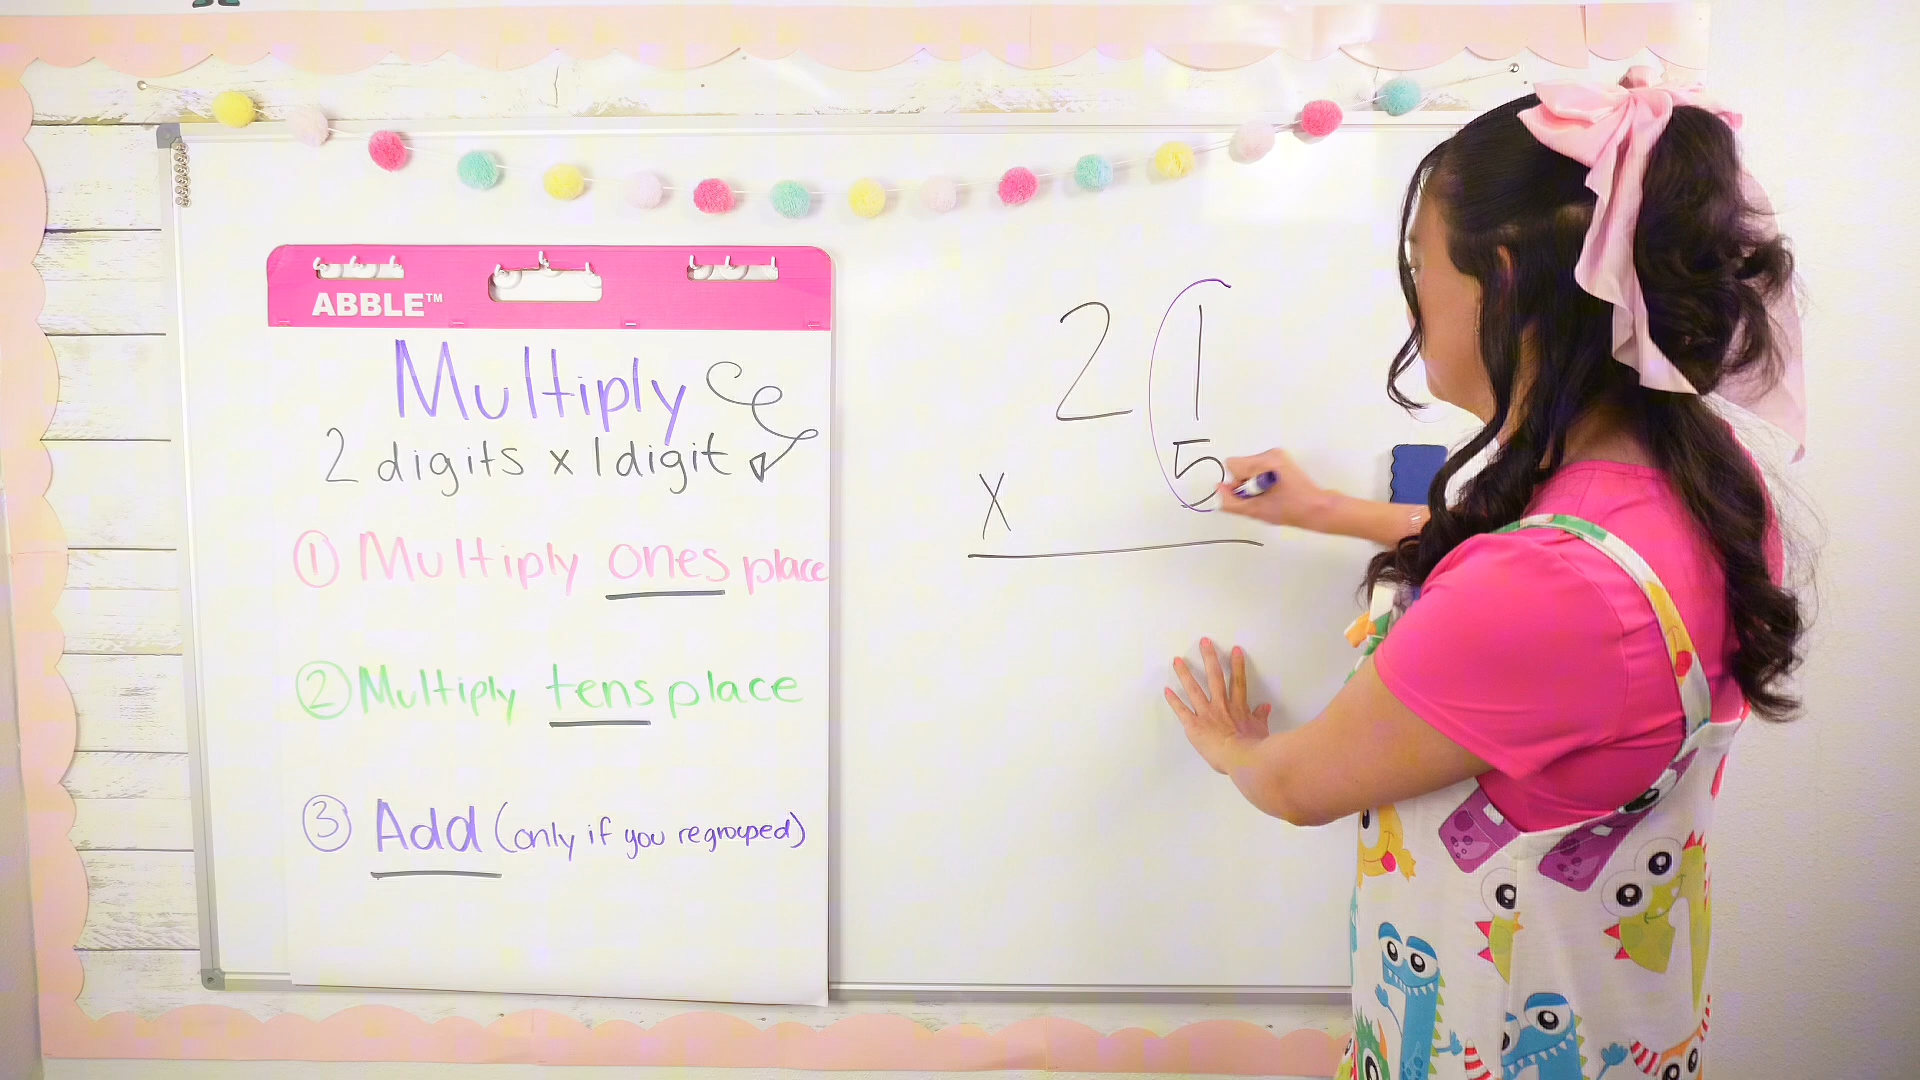 ABBLE™
Multiply
2 digits x 1 digit
① Multiply ones place
② Multiply tens place
③ Add (only if you regrouped)
21
x 5